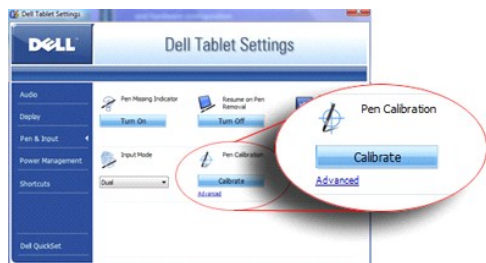 Dell Tablet Settings
DELL
Dell Tablet Settings
Audio
Display
Pen & Input
Power Management
Shortcuts
Dell QuickSet
Pen Missing Indicator
Turn On
Resume on Pen
Removal
Turn Off
Input Mode
Dual
Pen Calibration
Calibrate
Advanced
Pen Calibration
Calibrate
Advanced